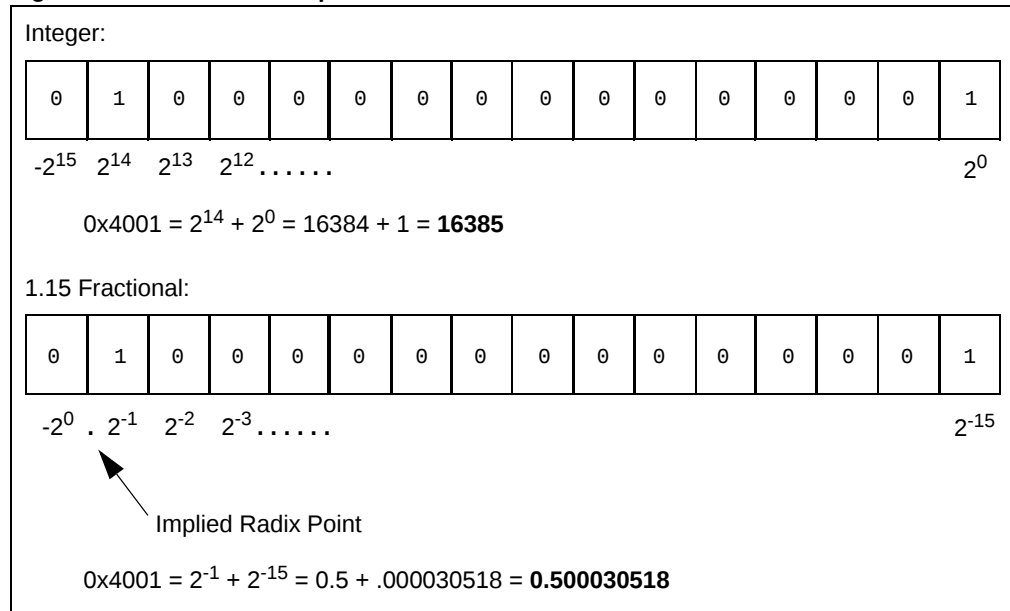 Integer:
0 1 0 0 0 0 0 0 0 0 0 0 0 0 0 1
-2^15 2^14 2^13 2^12 . . . . . . 2^0
0x4001 = 2^14 + 2^0 = 16384 + 1 = 16385
1.15 Fractional:
0 1 0 0 0 0 0 0 0 0 0 0 0 0 0 1
-2^0 . 2^-1 2^-2 2^-3 . . . . . . 2^-15
Implied Radix Point
0x4001 = 2^-1 + 2^-15 = 0.5 + .000030518 = 0.500030518